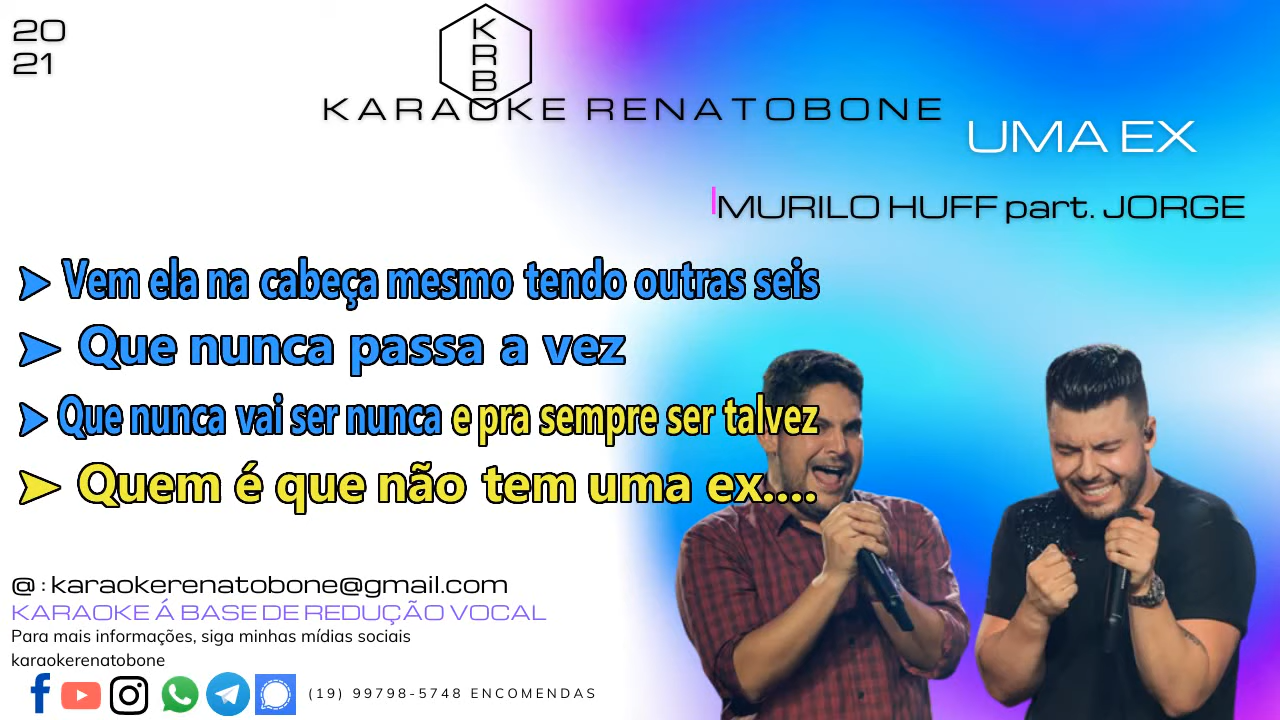 20
21
K
R
B
KARAOKE RENATOBONE
UMA EX
MURILO HUFF part. JORGE
➤ Vem ela na cabeça mesmo tendo outras seis
➤ Que nunca passa a vez
➤ Que nunca vai ser nunca e pra sempre ser talvez
➤ Quem é que não tem uma ex....
@ : karaokerenatobone@gmail.com
KARAOKE Á BASE DE REDUÇÃO VOCAL
Para mais informações, siga minhas mídias sociais
karaokerenatobone
(19) 99798-5748 ENCOMENDAS